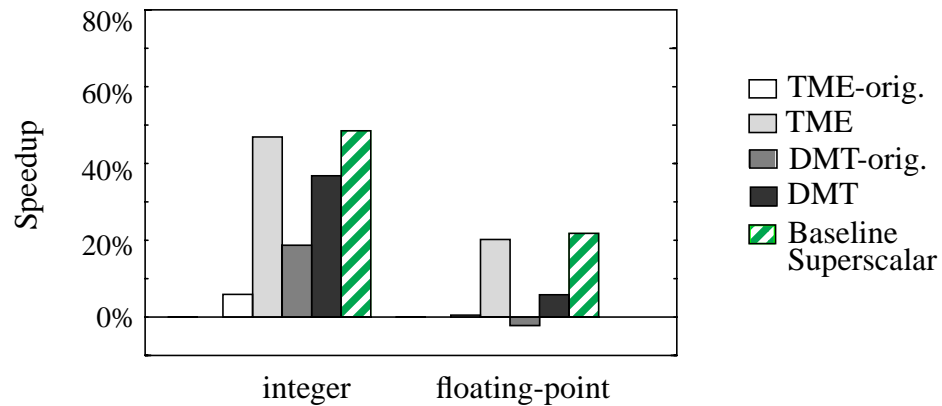 80%
60%
40%
20%
0%
Speedup
integer
floating-point
TME-orig.
TME
DMT-orig.
DMT
Baseline
Superscalar